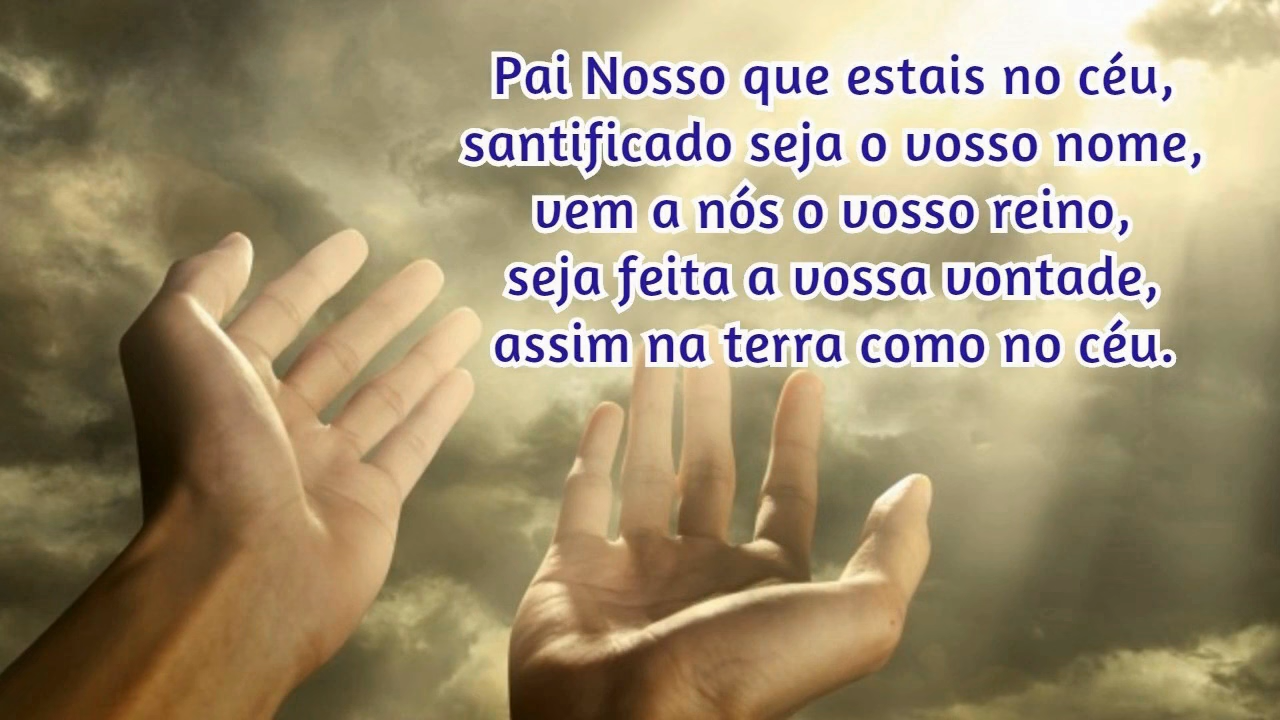 Pai Nosso que estais no céu,
santificado seja o vosso nome,
vem a nós o vosso reino,
seja feita a vossa vontade,
assim na terra como no céu.